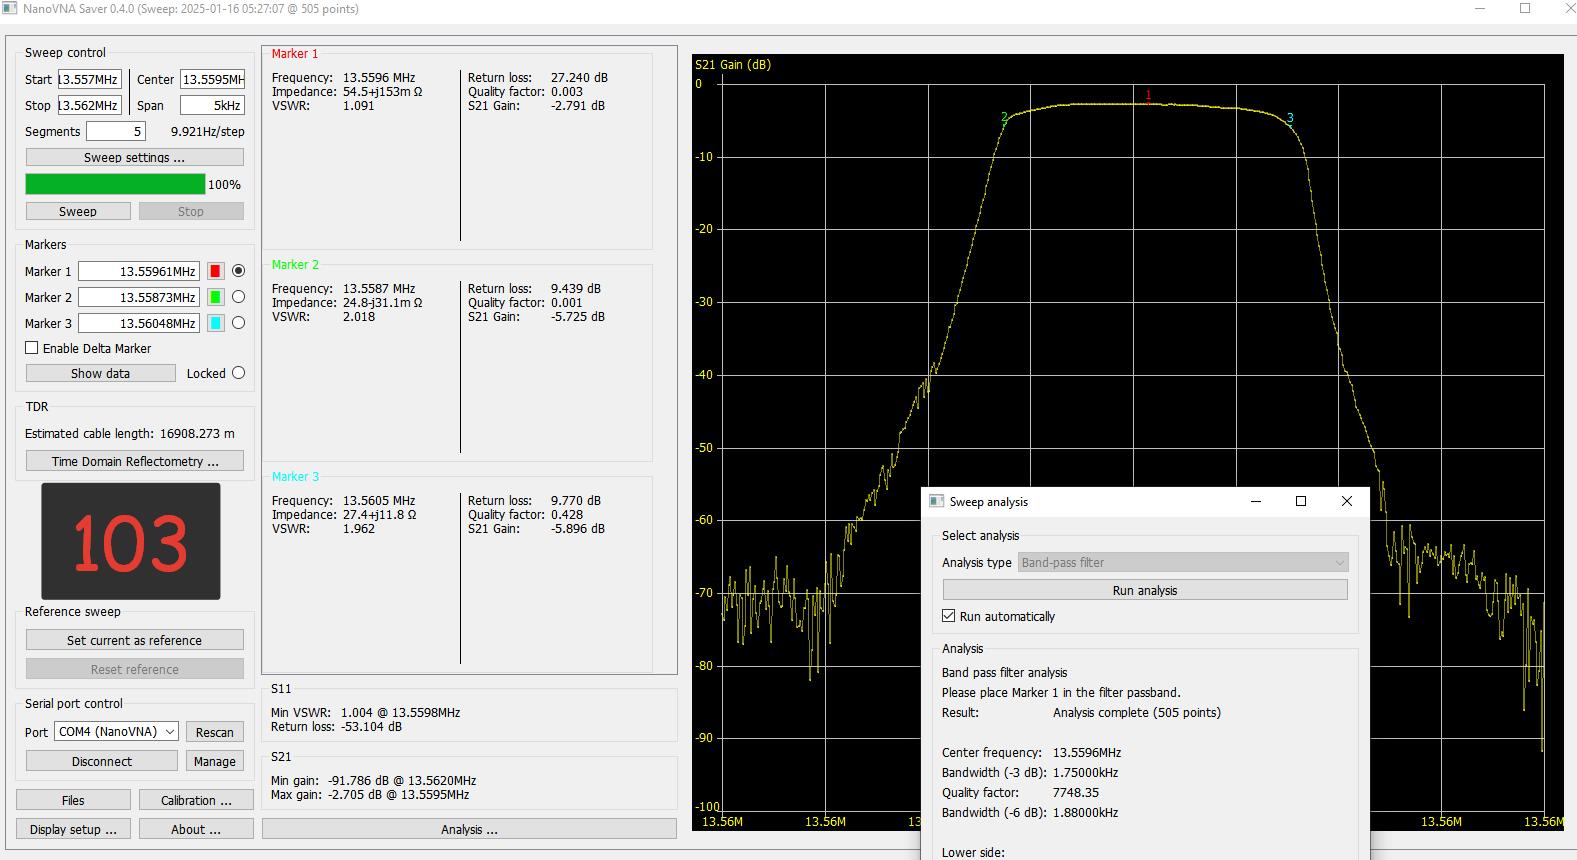 NanoVNA Saver 0.4.0 (Sweep: 2025-01-16 05:27:07 @ 505 points)
Sweep control
Start 13.557MHz Center 13.5595MH
Stop 13.562MHz Span 5kHz
Segments 5 9.921Hz/step
Sweep settings ...
100%
Sweep Stop
Markers
Marker 1 13.55961MHz
Marker 2 13.55873MHz
Marker 3 13.56048MHz
Enable Delta Marker
Show data Locked
TDR
Estimated cable length: 16908.273 m
Time Domain Reflectometry ...
103
Reference sweep
Set current as reference
Reset reference
Serial port control
Port COM4 (NanoVNA) Rescan
Disconnect Manage
Files Calibration ...
Display setup ... About ...
Marker 1
Frequency: 13.5596 MHz Return loss: 27.240 dB
Impedance: 54.5+j153m Ω Quality factor: 0.003
VSWR: 1.091 S21 Gain: -2.791 dB
Marker 2
Frequency: 13.5587 MHz Return loss: 9.439 dB
Impedance: 24.8-j31.1m Ω Quality factor: 0.001
VSWR: 2.018 S21 Gain: -5.725 dB
Marker 3
Frequency: 13.5605 MHz Return loss: 9.770 dB
Impedance: 27.4+j11.8 Ω Quality factor: 0.428
VSWR: 1.962 S21 Gain: -5.896 dB
S11
Min VSWR: 1.004 @ 13.5598MHz
Return loss: -53.104 dB
S21
Min gain: -91.786 dB @ 13.5620MHz
Max gain: -2.705 dB @ 13.5595MHz
Analysis ...
S21 Gain (dB)
0
1
2
3
-10
-20
-30
-40
-50
-60
-70
-80
-90
-100
13.56M 13.56M 13 13.56M 13.56M
Sweep analysis
Select analysis
Analysis type Band-pass filter
Run analysis
Run automatically
Analysis
Band pass filter analysis
Please place Marker 1 in the filter passband.
Result: Analysis complete (505 points)
Center frequency: 13.5596MHz
Bandwidth (-3 dB): 1.75000kHz
Quality factor: 7748.35
Bandwidth (-6 dB): 1.88000kHz
Lower side: